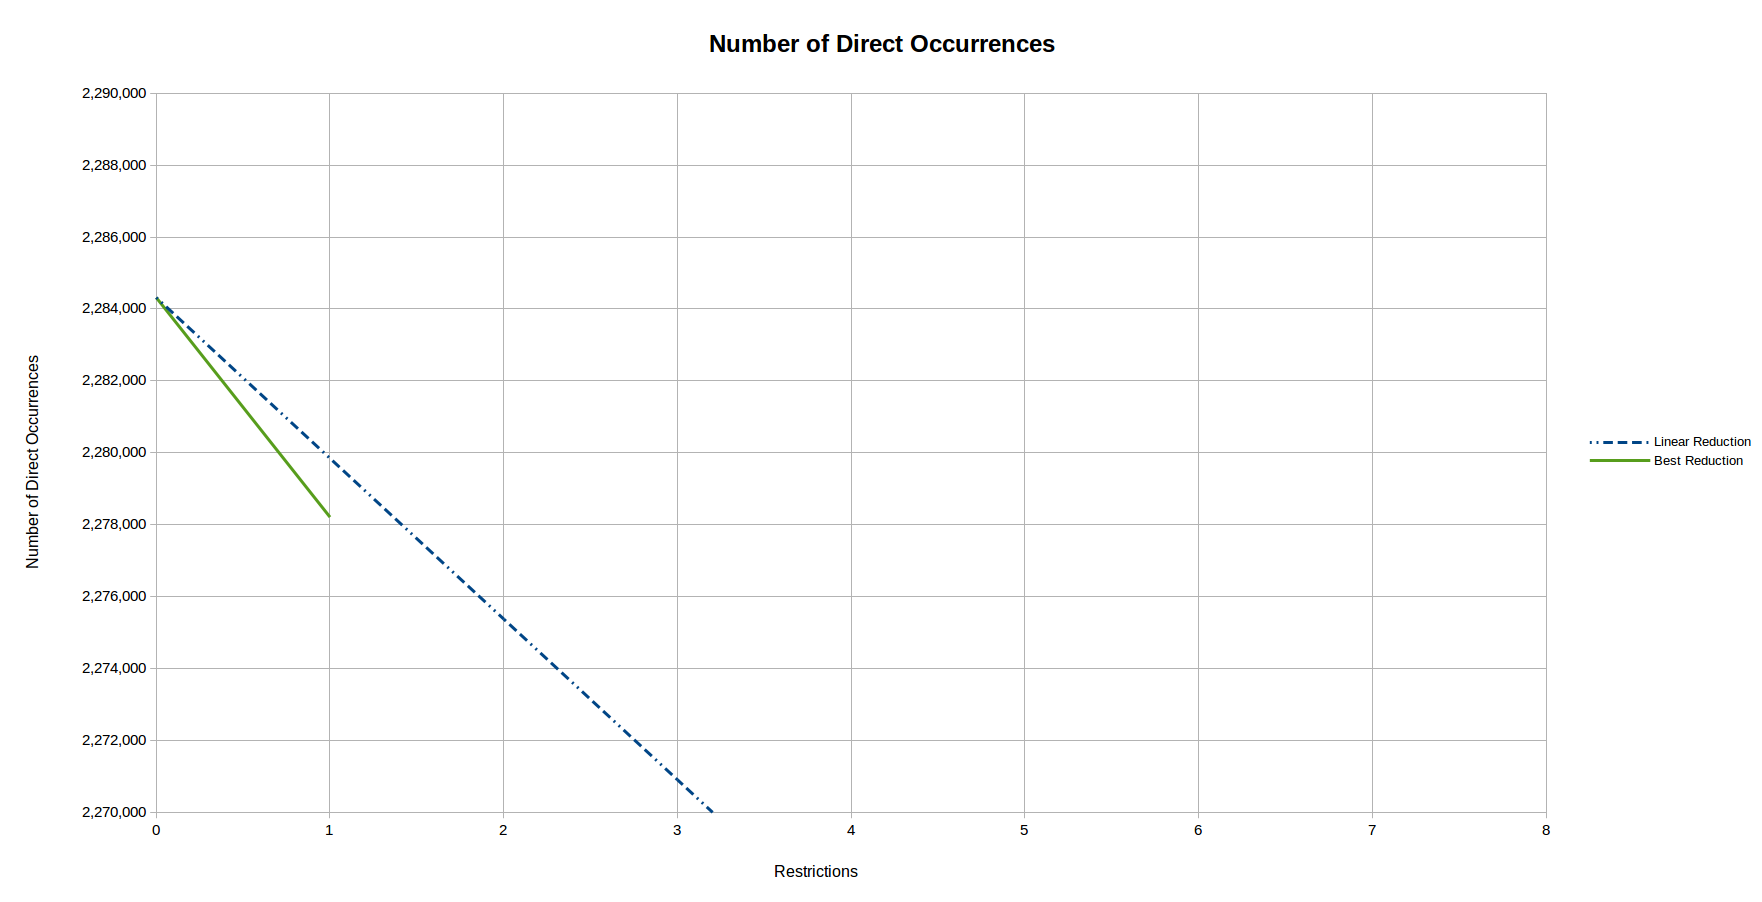 Number of Direct Occurrences
2,290,000
2,288,000
2,286,000
2,284,000
2,282,000
2,280,000
2,278,000
2,276,000
2,274,000
2,272,000
2,270,000
Number of Direct Occurrences
0 1 2 3 4 5 6 7 8
Restrictions
Linear Reduction
Best Reduction